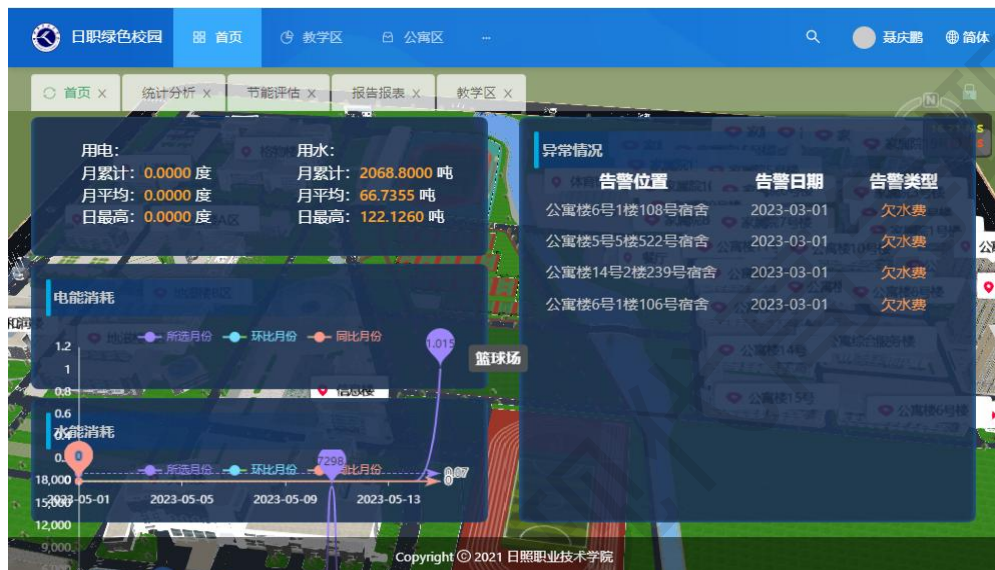 日职绿色校园 首页 教学区 公寓区 ... 聂庆鹏 简体
首页 × 统计分析 × 节能评估 × 报告报表 × 教学区 ×
N
用电:
月累计: 0.0000 度
月平均: 0.0000 度
日最高: 0.0000 度
用水:
月累计: 2068.8000 吨
月平均: 66.7355 吨
日最高: 122.1260 吨
异常情况
告警位置 告警日期 告警类型
公寓楼6号1楼108号宿舍 2023-03-01 欠水费
公寓楼5号5楼522号宿舍 2023-03-01 欠水费
公寓楼14号2楼239号宿舍 2023-03-01 欠水费
公寓楼6号1楼106号宿舍 2023-03-01 欠水费
电能消耗
所选月份 环比月份 同比月份
1.2
1
0.8
0.6
1.015
篮球场
信息楼
公寓楼14号
公寓楼15号
公寓楼6号楼
水能消耗
所选月份 环比月份 同比月份
0
7298
0.07
0
2023-05-01 2023-05-05 2023-05-09 2023-05-13
18,000
15,000
12,000
9,000
Copyright © 2021 日照职业技术学院